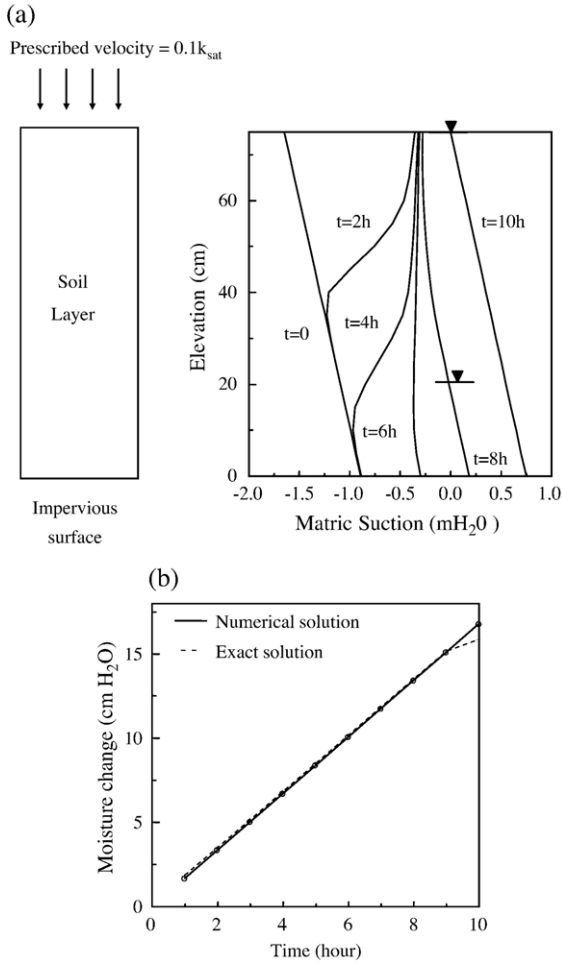 (a)
Prescribed velocity = 0.1k_sat
Soil
Layer
Impervious
surface
Elevation (cm)
60
40
20
0
t=2h
t=10h
t=0
t=4h
t=6h
t=8h
-2.0 -1.5 -1.0 -0.5 0.0 0.5 1.0
Matric Suction (mH₂0 )
(b)
Moisture change (cm H₂O)
Numerical solution
Exact solution
15
10
5
0
0 2 4 6 8 10
Time (hour)